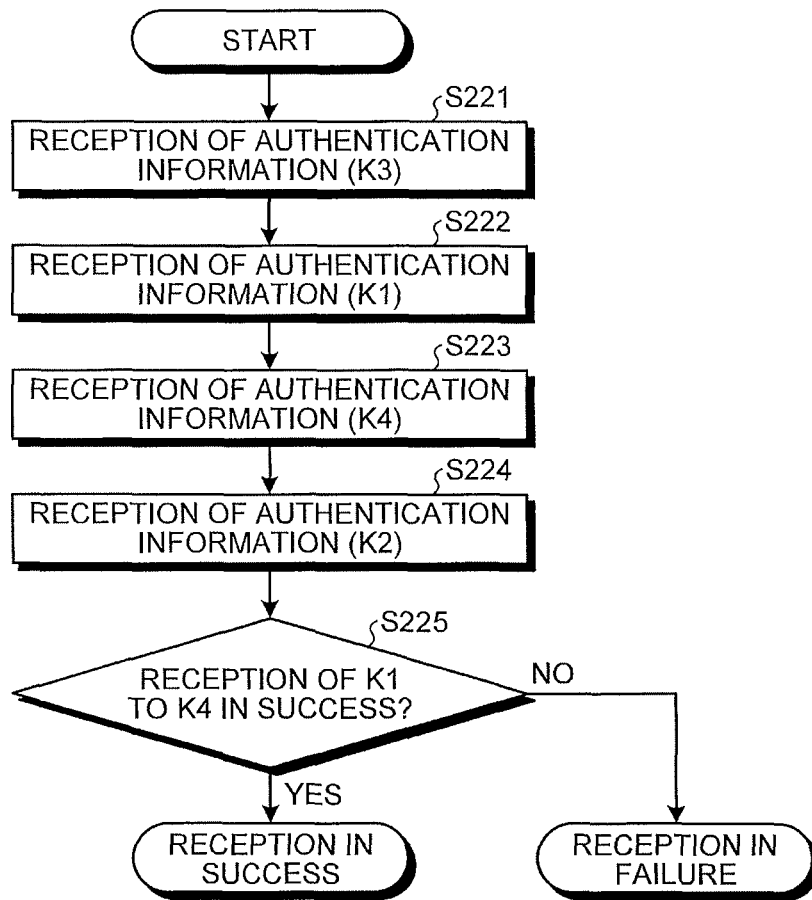 START
S221
RECEPTION OF AUTHENTICATION
INFORMATION (K3)
S222
RECEPTION OF AUTHENTICATION
INFORMATION (K1)
S223
RECEPTION OF AUTHENTICATION
INFORMATION (K4)
S224
RECEPTION OF AUTHENTICATION
INFORMATION (K2)
S225
RECEPTION OF K1
TO K4 IN SUCCESS?
NO
YES
RECEPTION IN
SUCCESS
RECEPTION IN
FAILURE